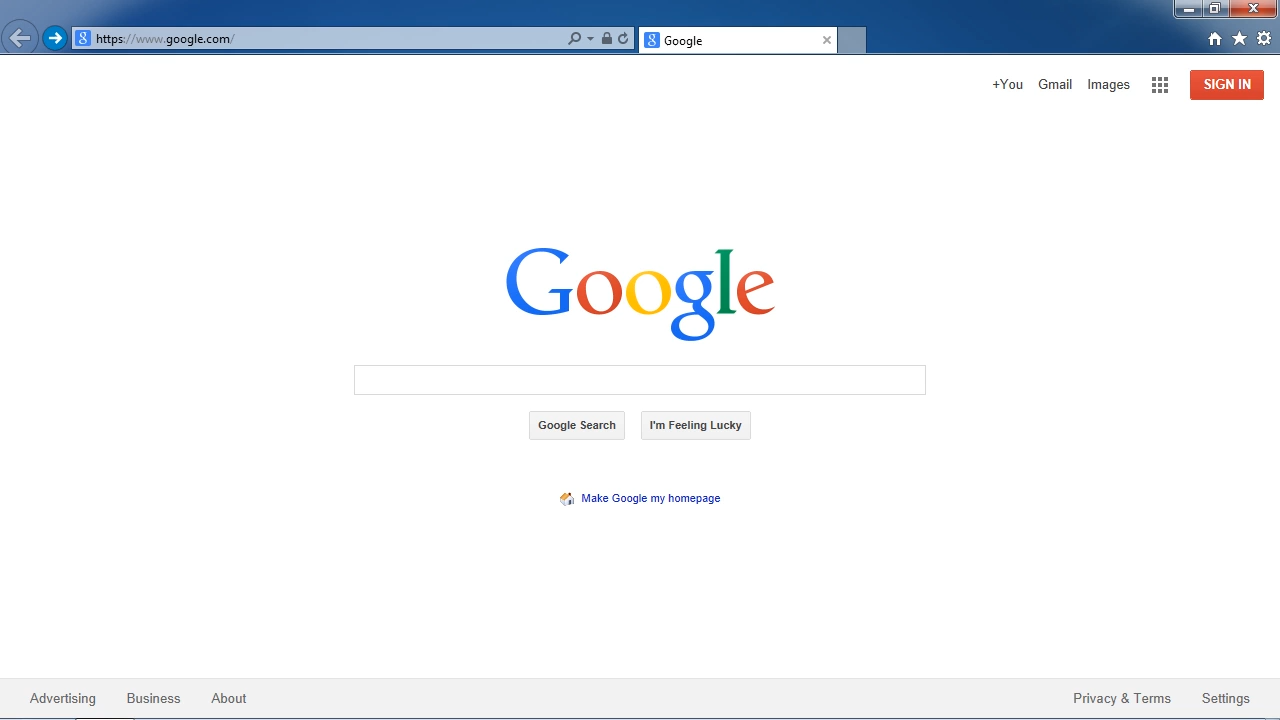 https://www.google.com/
Google
+You Gmail Images SIGN IN
Google
Google Search I'm Feeling Lucky
Make Google my homepage
Advertising Business About Privacy & Terms Settings